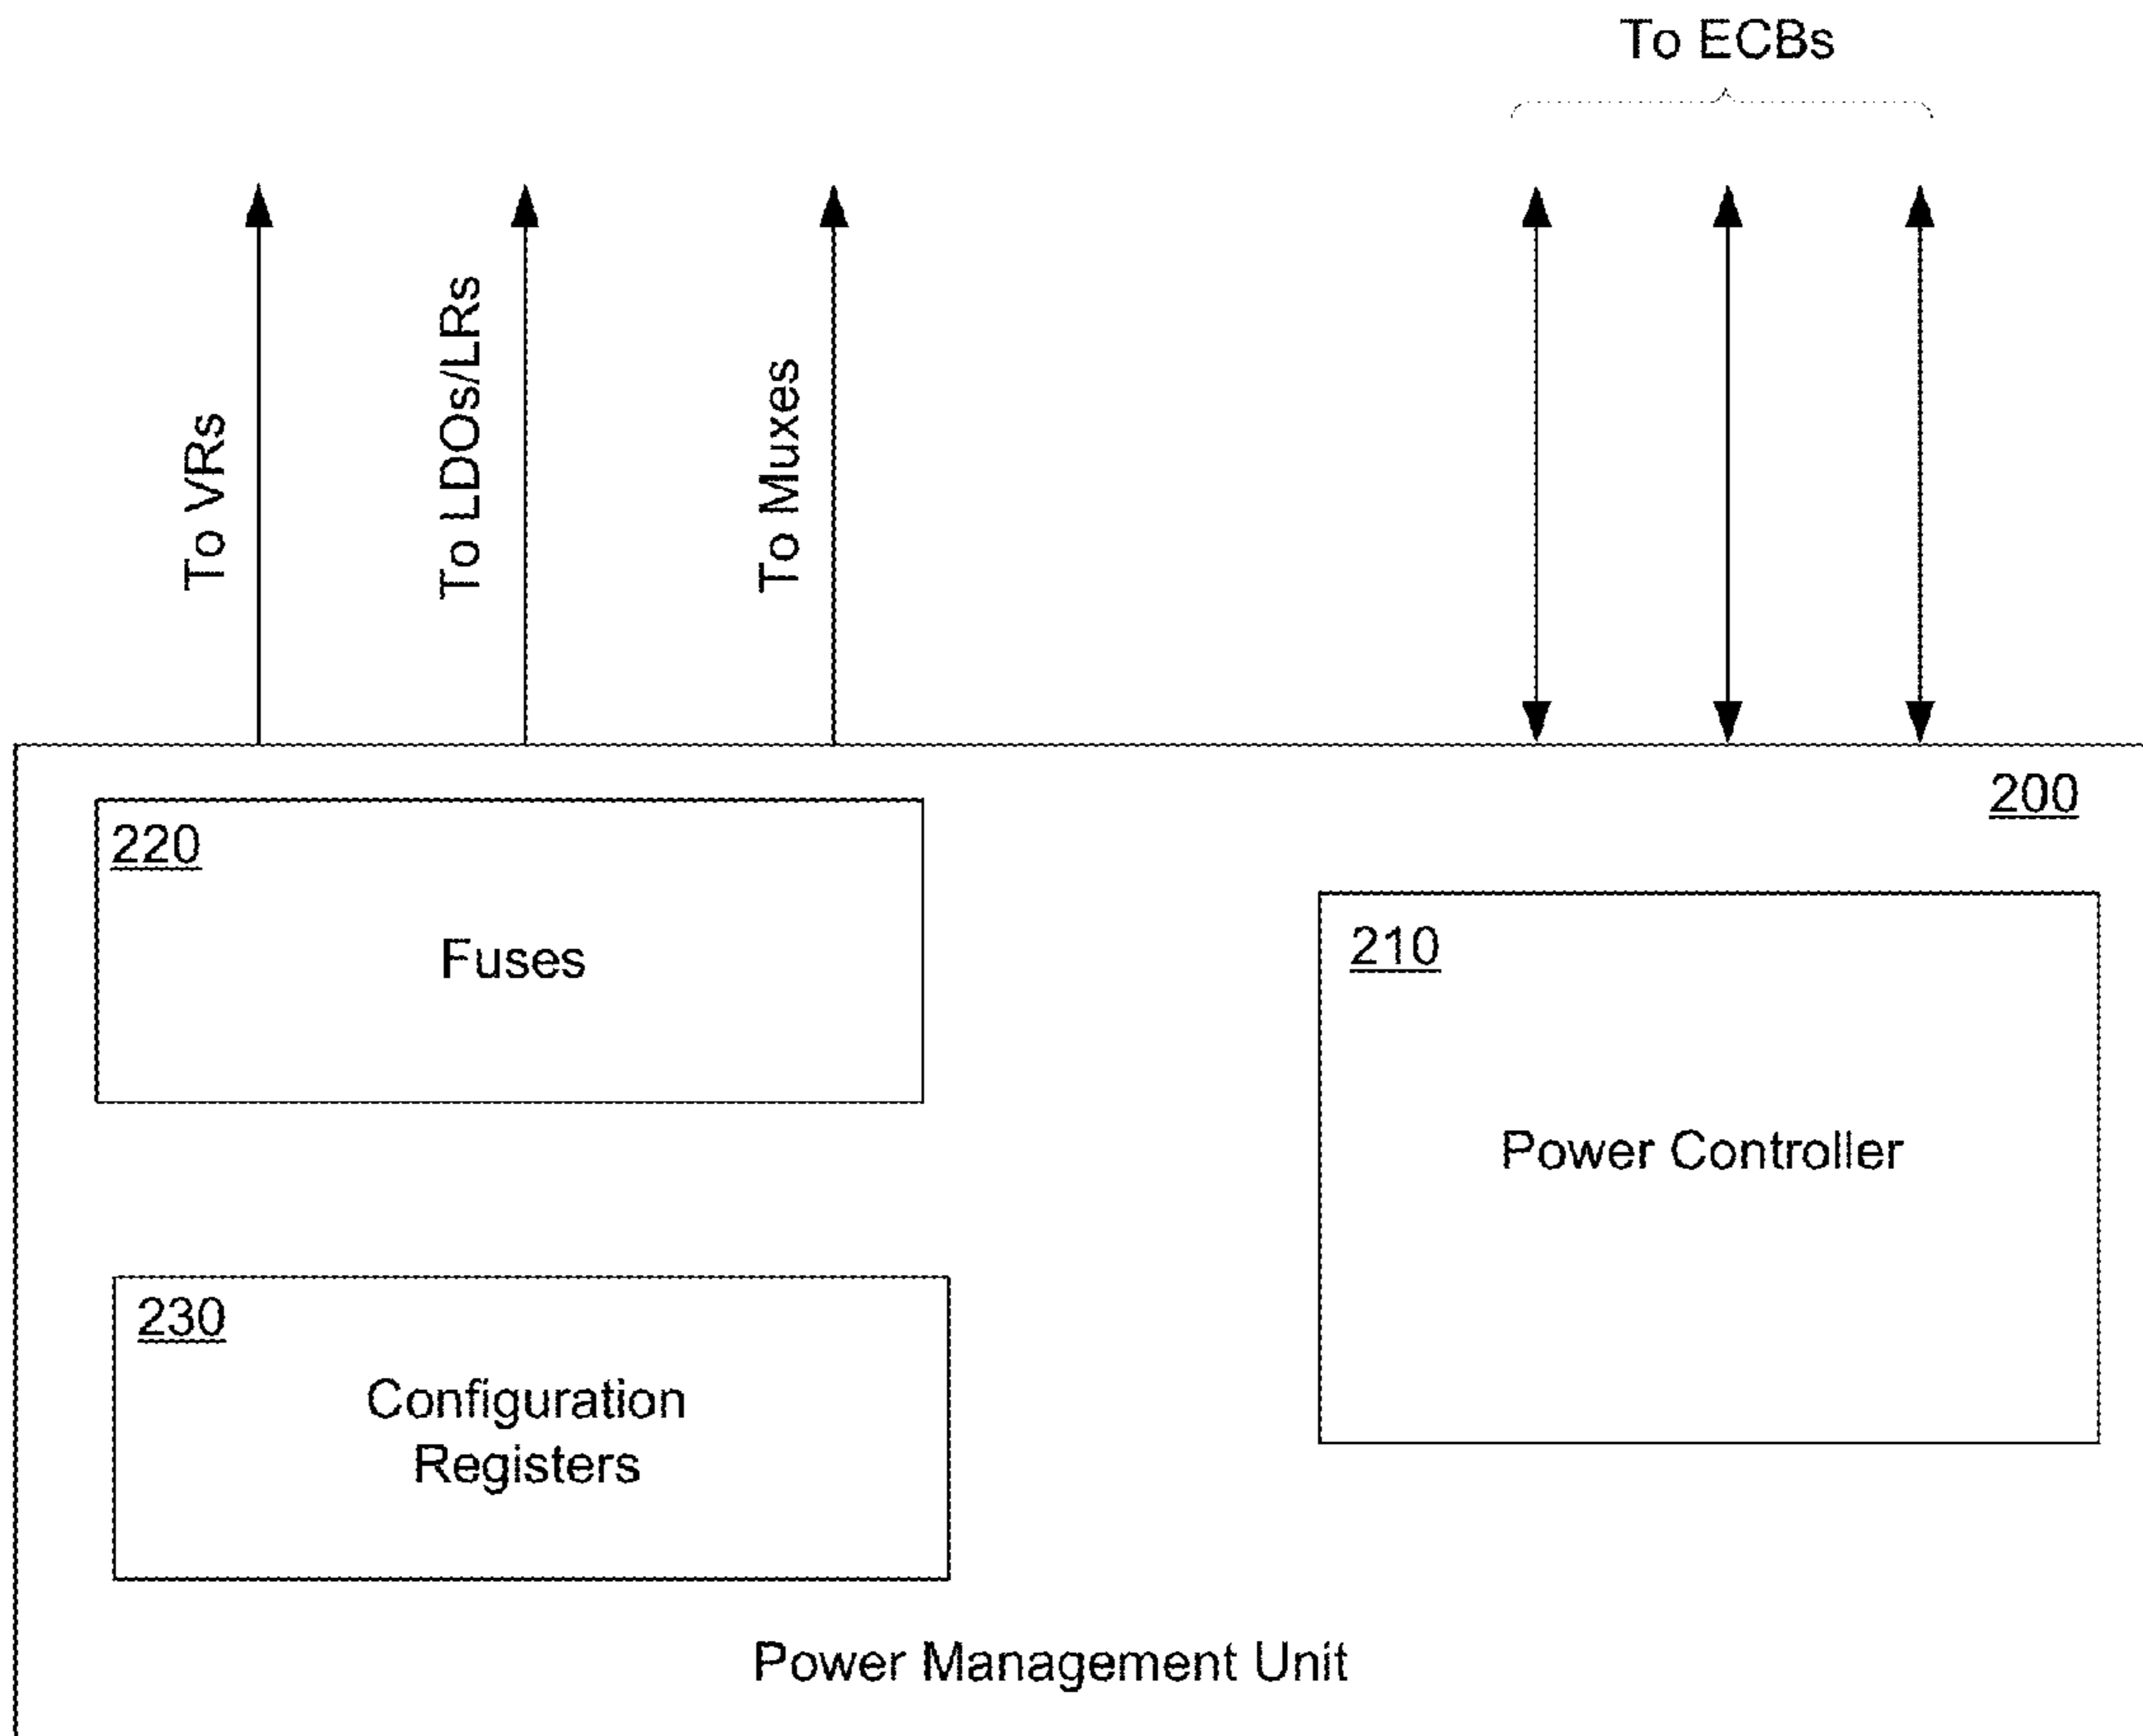 To ECBs
To VRs
To LDOs/LRs
To Muxes
200
220
Fuses
210
Power Controller
230
Configuration
Registers
Power Management Unit